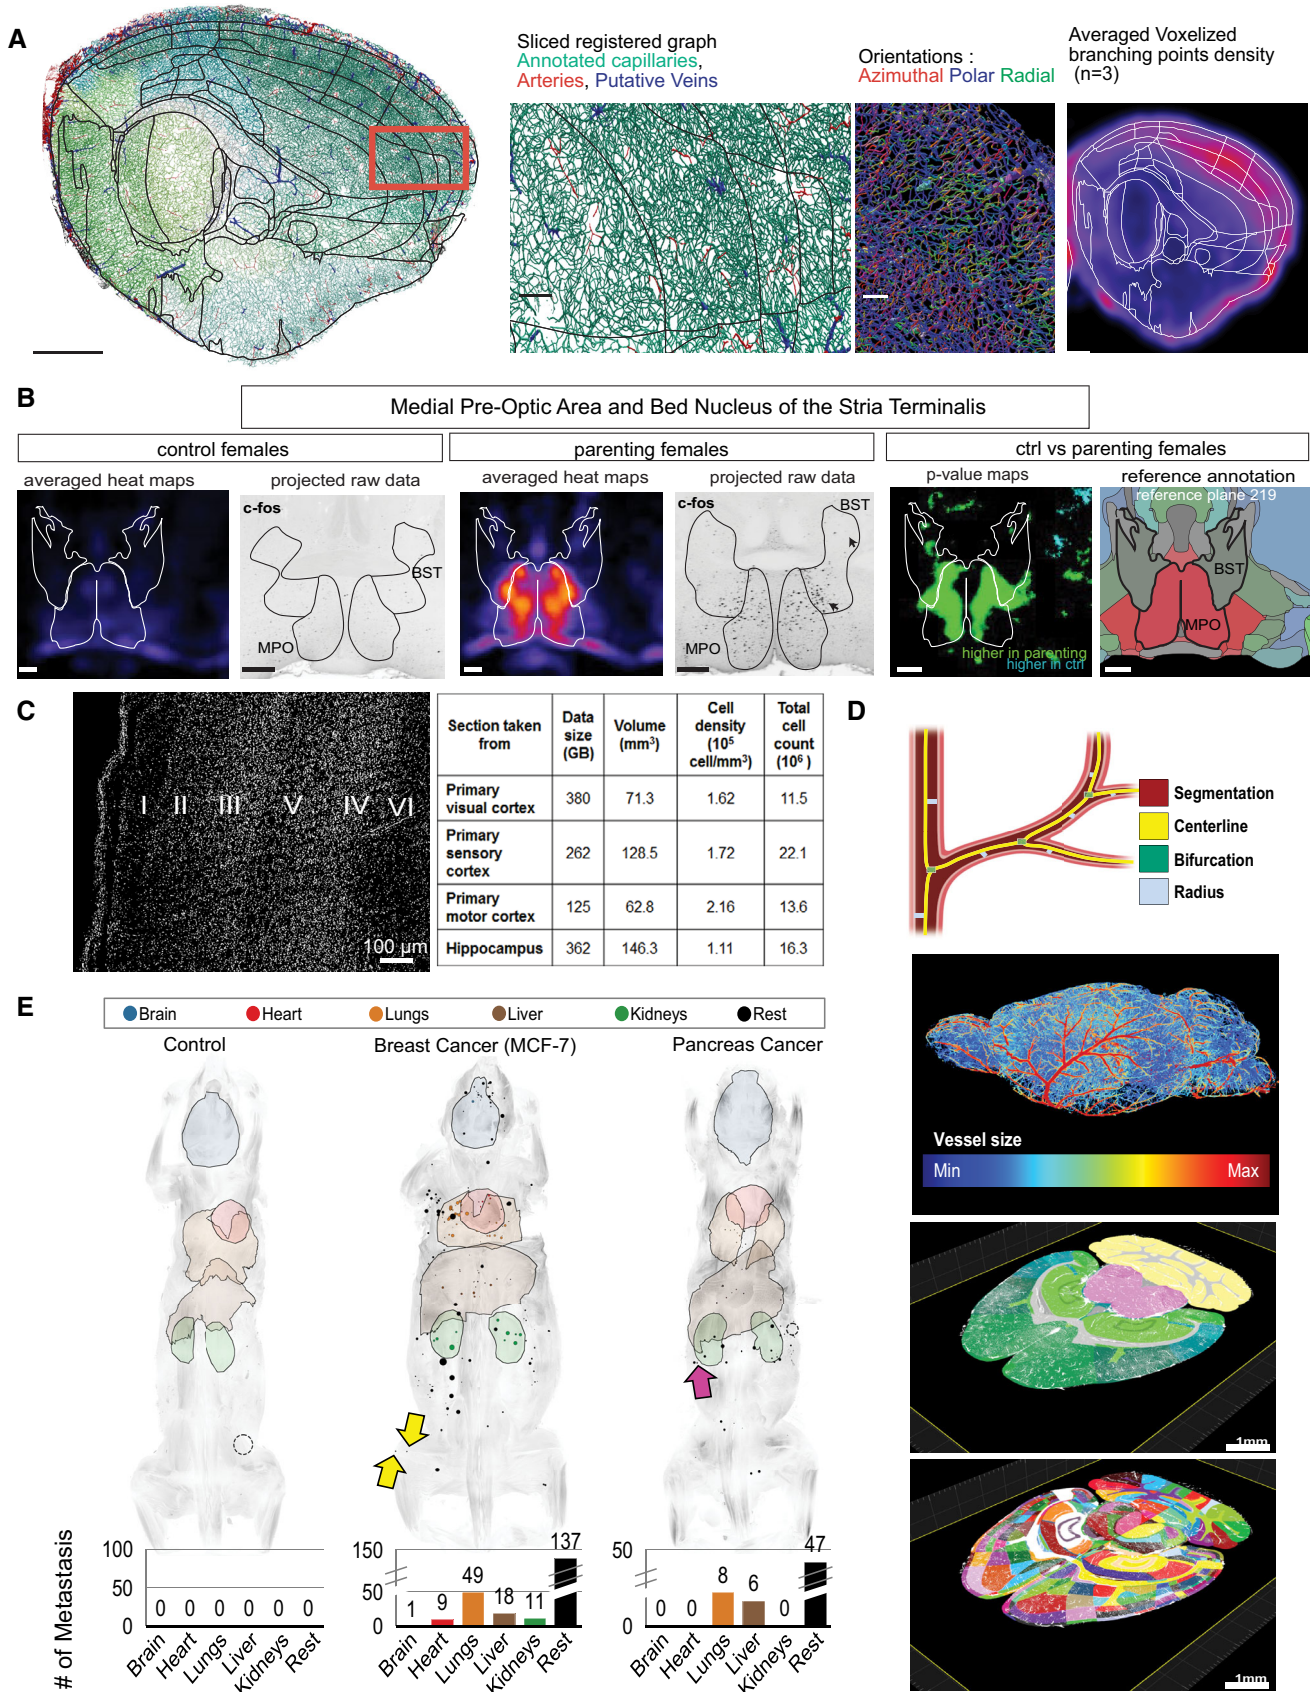 A
Sliced registered graph
Annotated capillaries,
Arteries, Putative Veins
Orientations :
Azimuthal Polar Radial
Averaged Voxelized
branching points density
(n=3)
B
Medial Pre-Optic Area and Bed Nucleus of the Stria Terminalis
control females
parenting females
ctrl vs parenting females
averaged heat maps
projected raw data
averaged heat maps
projected raw data
p-value maps
reference annotation
reference plane 219
c-fos
BST
MPO
c-fos
BST
MPO
higher in parenting
higher in ctrl
BST
MPO
C
I II III V IV VI
100 µm
Section taken from
Data size (GB)
Volume (mm³)
Cell density (10⁵ cell/mm³)
Total cell count (10⁶ )
Primary visual cortex 380 71.3 1.62 11.5
Primary sensory cortex 262 128.5 1.72 22.1
Primary motor cortex 125 62.8 2.16 13.6
Hippocampus 362 146.3 1.11 16.3
D
Segmentation
Centerline
Bifurcation
Radius
Vessel size
Min Max
1mm
1mm
E
Brain Heart Lungs Liver Kidneys Rest
Control
Breast Cancer (MCF-7)
Pancreas Cancer
# of Metastasis
100
50
0
0 0 0 0 0 0
Brain Heart Lungs Liver Kidneys Rest
150
50
0
1 9 49 18 11 137
Brain Heart Lungs Liver Kidneys Rest
50
0
0 0 8 6 0 47
Brain Heart Lungs Liver Kidneys Rest